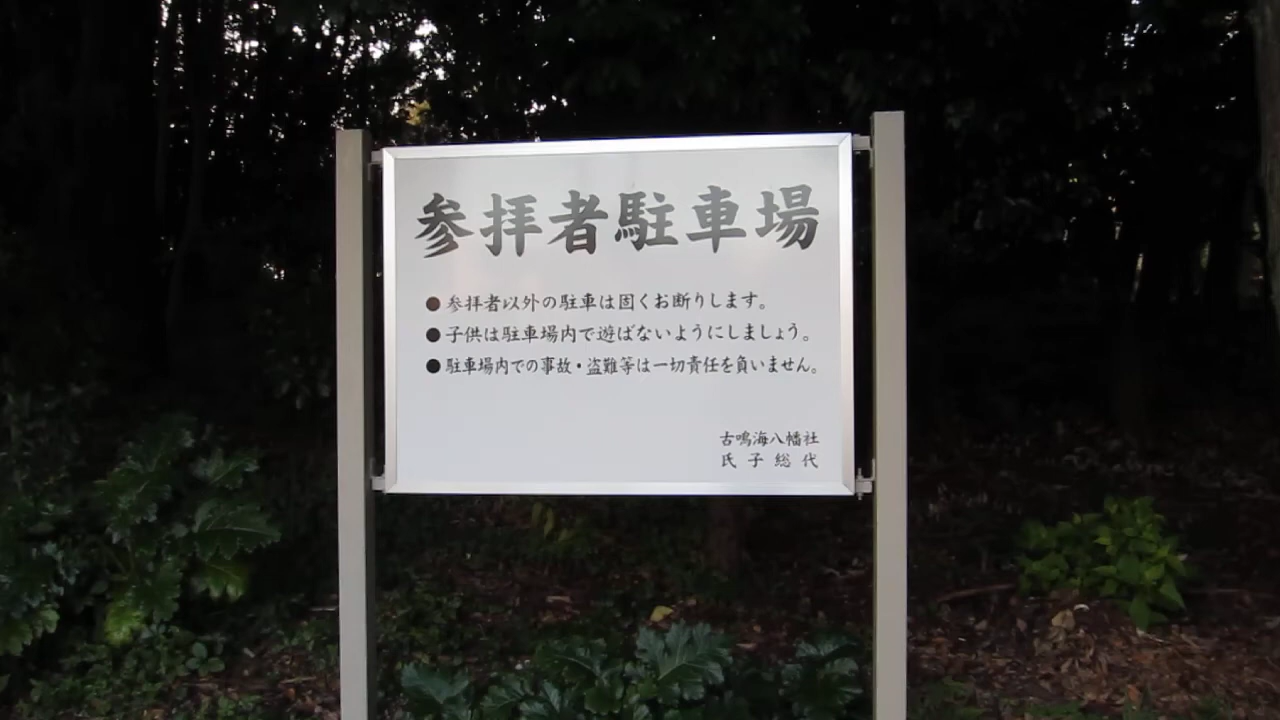 参拝者駐車場
●参拝者以外の駐車は固くお断りします。
●子供は駐車場内で遊ばないようにしましょう。
●駐車場内での事故・盗難等は一切責任を負いません。
古鳴海八幡社
氏子総代